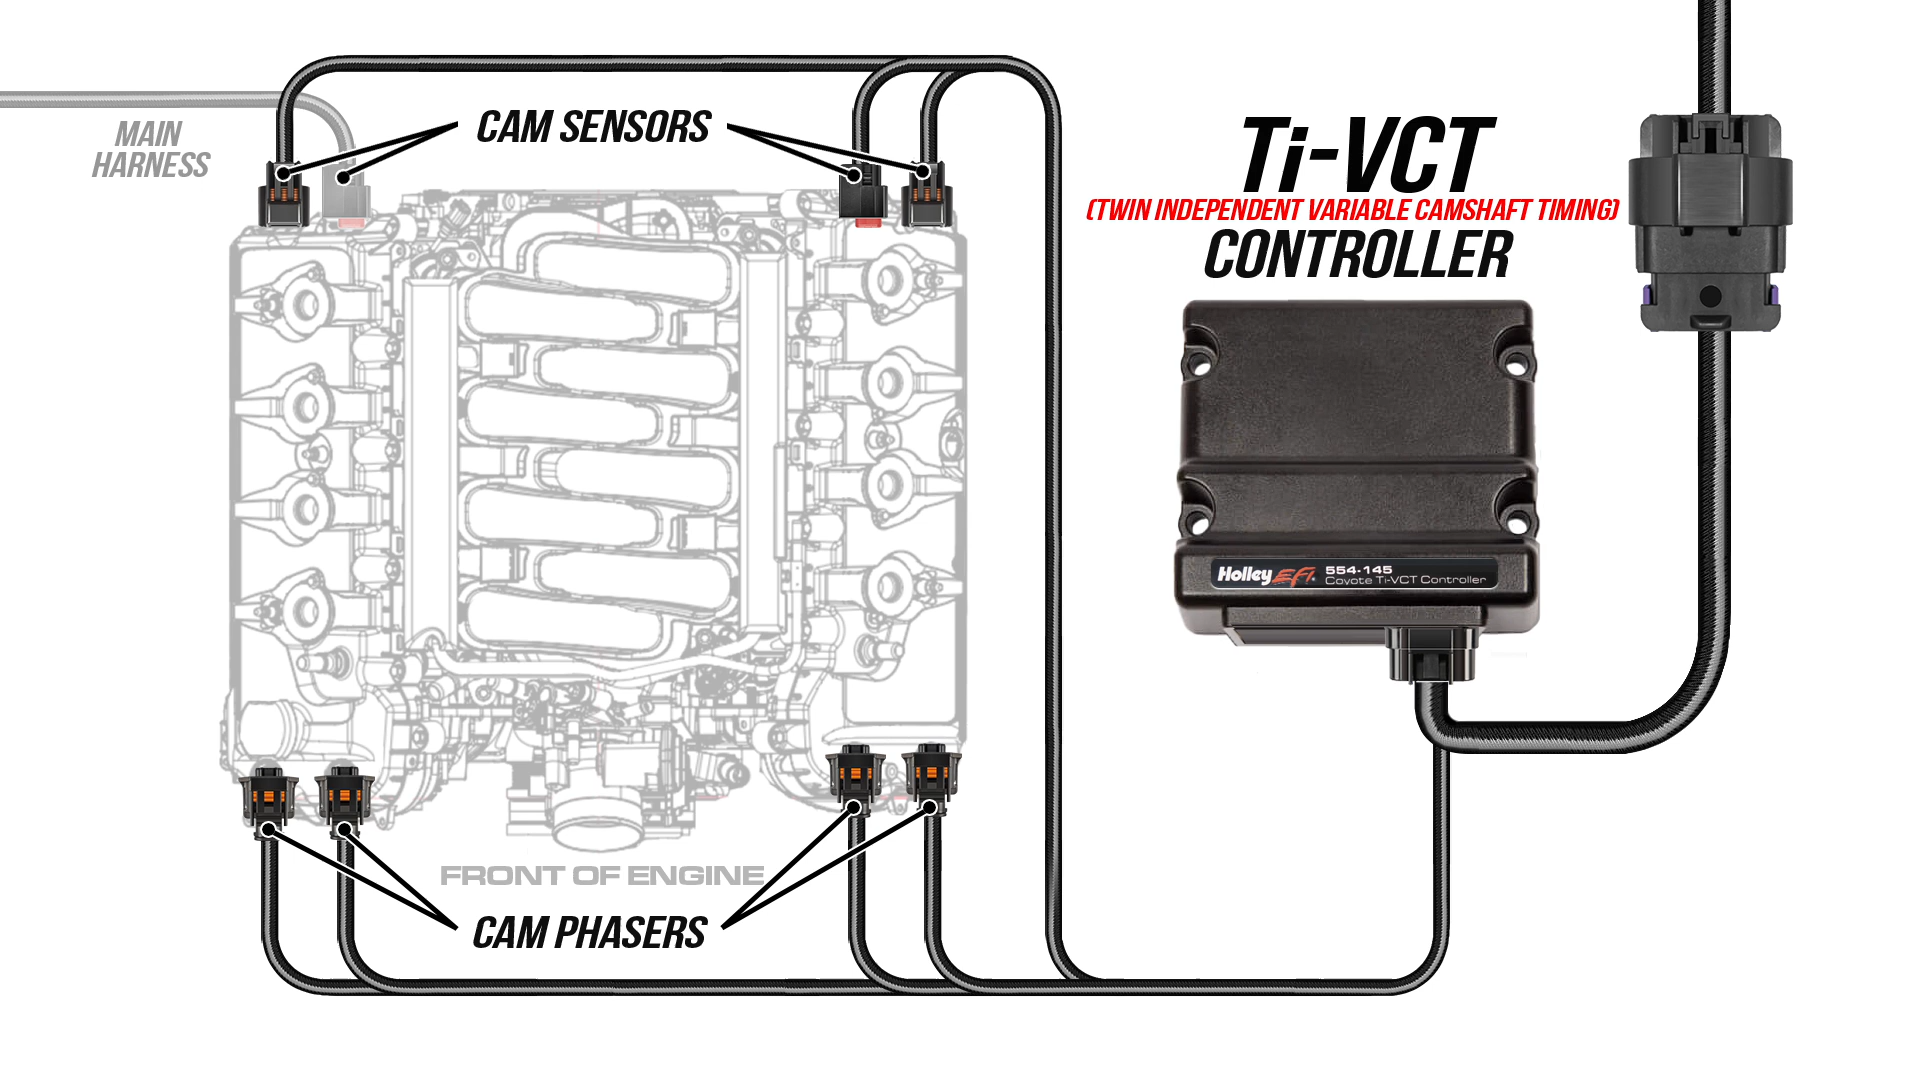 MAIN
HARNESS
CAM SENSORS
Ti-VCT
(TWIN INDEPENDENT VARIABLE CAMSHAFT TIMING)
CONTROLLER
Holley EFI 554-145
Coyote Ti-VCT Controller
FRONT OF ENGINE
CAM PHASERS